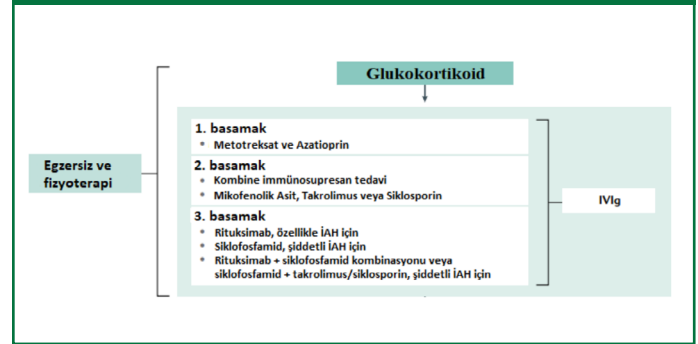 Glukokortikoid
1. basamak
• Metotreksat ve Azatioprin
2. basamak
• Kombine immünosupresan tedavi
• Mikofenolik Asit, Takrolimus veya Siklosporin
3. basamak
• Rituksimab, özellikle İAH için
• Siklofosfamid, şiddetli İAH için
• Rituksimab + siklofosfamid kombinasyonu veya
siklofosfamid + takrolimus/siklosporin, şiddetli İAH için
Egzersiz ve
fizyoterapi
IVIg